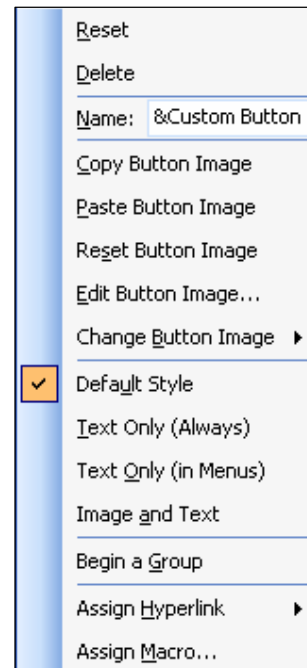 Reset
Delete
Name: &Custom Button
Copy Button Image
Paste Button Image
Reset Button Image
Edit Button Image...
Change Button Image
Default Style
Text Only (Always)
Text Only (in Menus)
Image and Text
Begin a Group
Assign Hyperlink
Assign Macro...